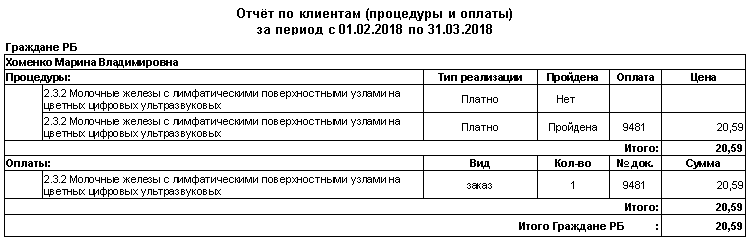 Отчёт по клиентам (процедуры и оплаты)
за период с 01.02.2018 по 31.03.2018
Граждане РБ
Хоменко Марина Владимировна
Процедуры: Тип реализации Пройдена Оплата Цена
2.3.2 Молочные железы с лимфатическими поверхностными узлами на
цветных цифровых ультразвуковых Платно Нет
2.3.2 Молочные железы с лимфатическими поверхностными узлами на
цветных цифровых ультразвуковых Платно Пройдена 9481 20,59
Итого: 20,59
Оплаты: Вид Кол-во № док. Сумма
2.3.2 Молочные железы с лимфатическими поверхностными узлами на
цветных цифровых ультразвуковых заказ 1 9481 20,59
Итого: 20,59
Итого Граждане РБ : 20,59